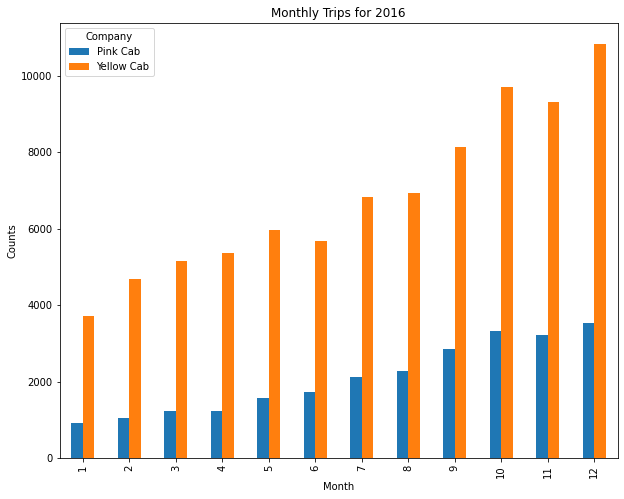 Monthly Trips for 2016
Company
Pink Cab
Yellow Cab
Counts
10000
8000
6000
4000
2000
0
1 2 3 4 5 6 7 8 9 10 11 12
Month